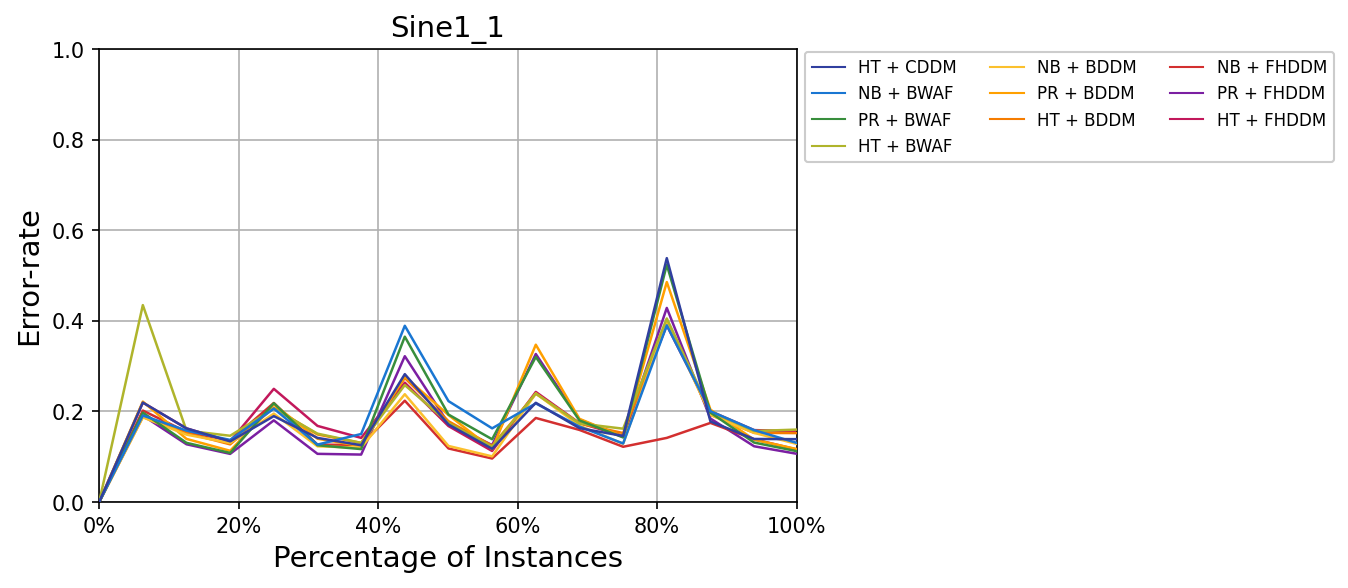 Sine1_1
1.0
0.8
0.6
0.4
0.2
0.0
Error-rate
0%
20%
40%
60%
80%
100%
Percentage of Instances
HT + CDDM
NB + BWAF
PR + BWAF
HT + BWAF
NB + BDDM
PR + BDDM
HT + BDDM
NB + FHDDM
PR + FHDDM
HT + FHDDM